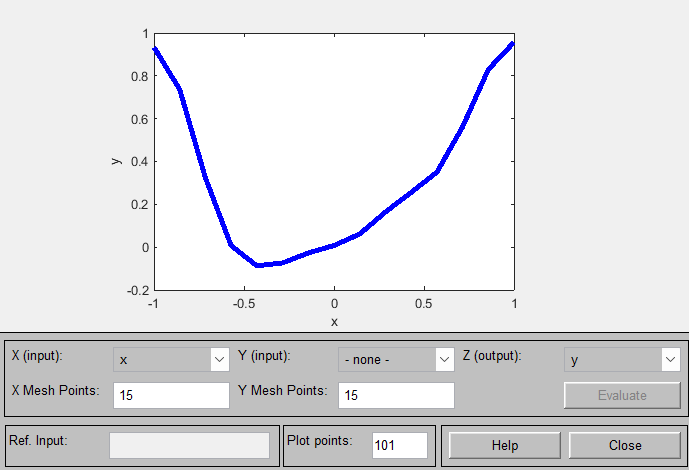 1
0.8
0.6
y
0.4
0.2
0
-0.2
-1 -0.5 0 0.5 1
x
X (input): x Y (input): - none - Z (output): y
X Mesh Points: 15 Y Mesh Points: 15 Evaluate
Ref. Input: Plot points: 101 Help Close